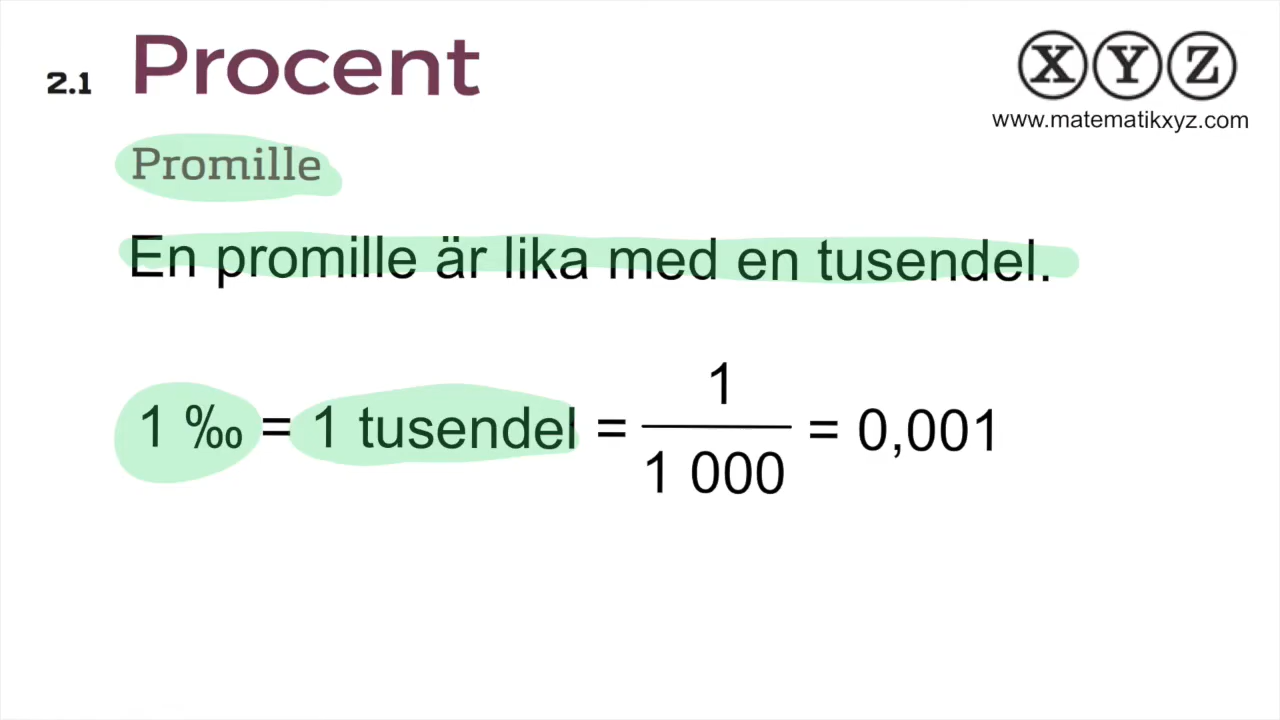 2.1 Procent
X Y Z
www.matematikxyz.com
Promille
En promille är lika med en tusendel.
1 ‰ = 1 tusendel = 1 / 1 000 = 0,001